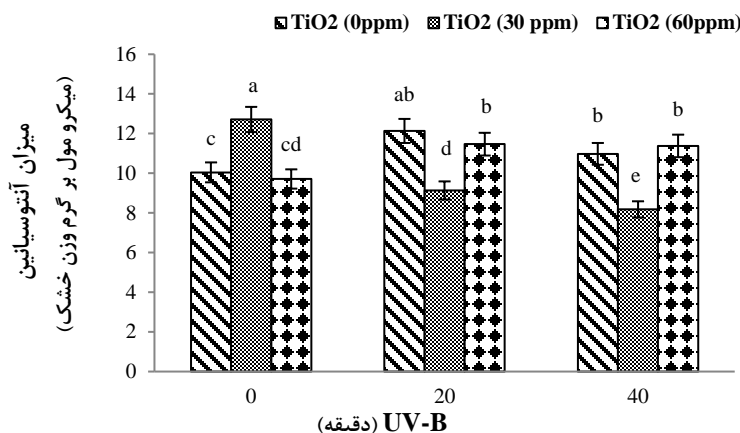 TiO2 (0ppm) TiO2 (30 ppm) TiO2 (60ppm)
میزان آنتوسیانین
(میکرو مول بر گرم وزن خشک)
16
14
12
10
8
6
4
2
0
c a cd
ab d b
b e b
0 20 40
UV-B (دقیقه)